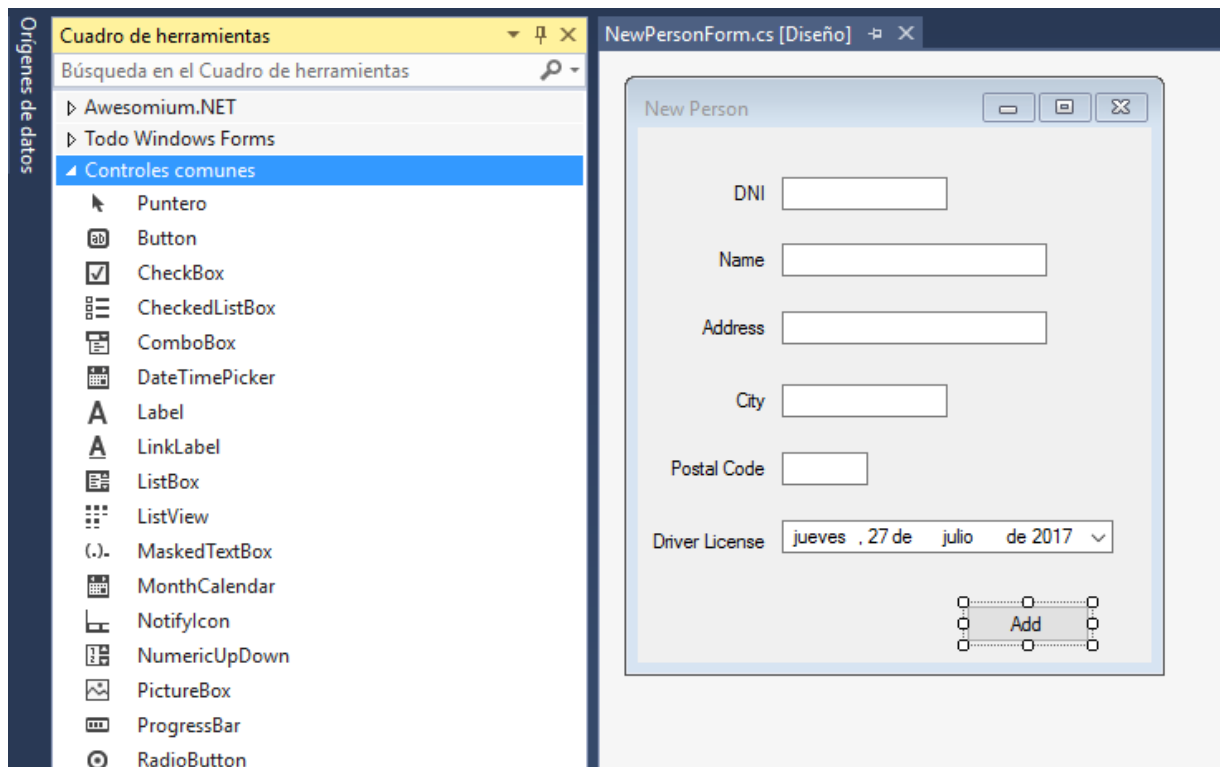 Orígenes de datos
Cuadro de herramientas
Búsqueda en el Cuadro de herramientas
Awesomium.NET
Todo Windows Forms
Controles comunes
Puntero
Button
CheckBox
CheckedListBox
ComboBox
DateTimePicker
Label
LinkLabel
ListBox
ListView
MaskedTextBox
MonthCalendar
NotifyIcon
NumericUpDown
PictureBox
ProgressBar
RadioButton
NewPersonForm.cs [Diseño]
New Person
DNI
Name
Address
City
Postal Code
Driver License jueves , 27 de julio de 2017
Add